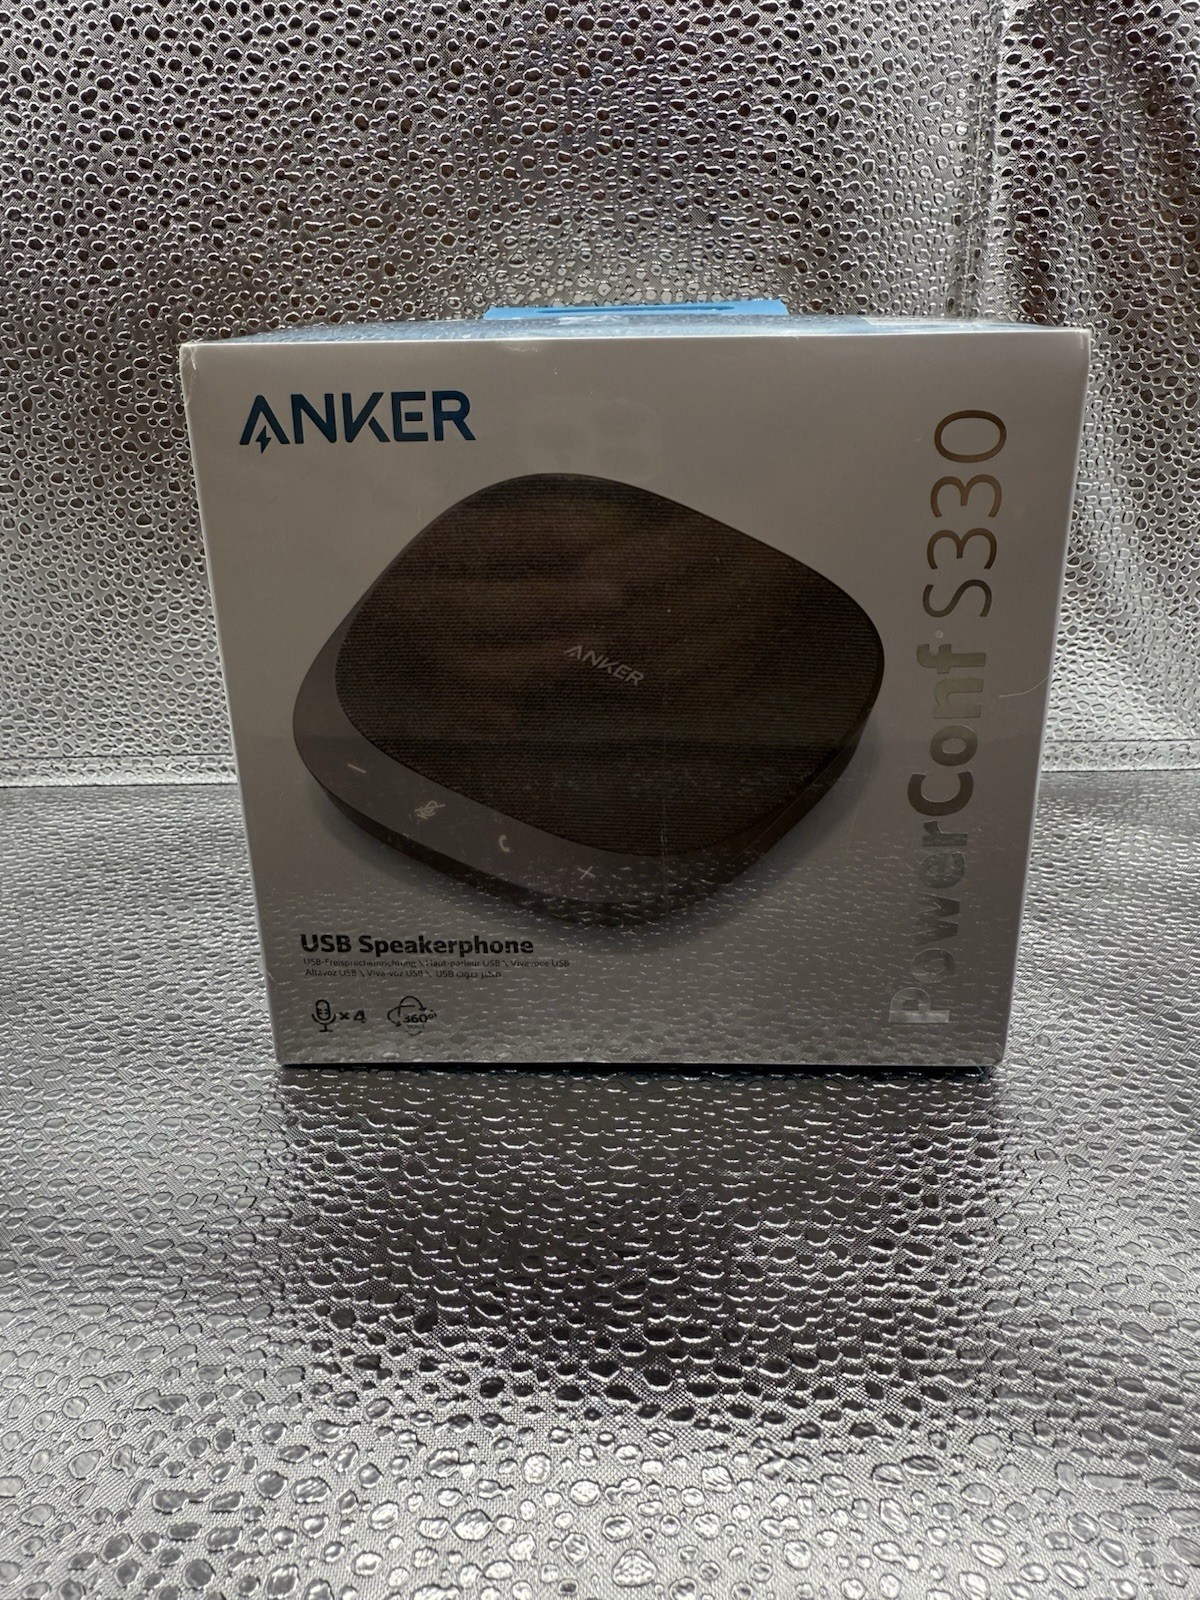 ANKER
PowerConf S330
ANKER
USB Speakerphone
USB-Freisprecheinrichtung \ Haut-parleur USB \ Vivavoce USB
Altavoz USB \ Viva-voz USB \ USB مكبر صوت
×4
360°